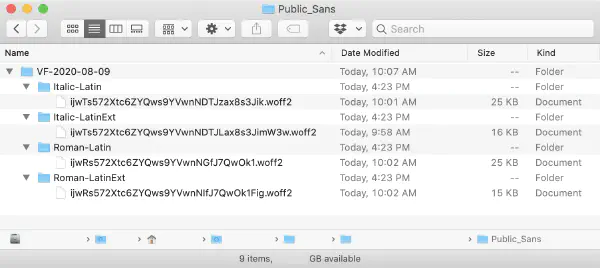 Public_Sans
Search
Name Date Modified Size Kind
VF-2020-08-09 Today, 10:07 AM -- Folder
Italic-Latin Today, 4:23 PM -- Folder
ijwTs572Xtc6ZYQws9YVwnNDTJzax8s3Jik.woff2 Today, 10:01 AM 25 KB Document
Italic-LatinExt Today, 4:23 PM -- Folder
ijwTs572Xtc6ZYQws9YVwnNDTJLax8s3JimW3w.woff2 Today, 9:58 AM 16 KB Document
Roman-Latin Today, 4:23 PM -- Folder
ijwRs572Xtc6ZYQws9YVwnNGfJ7QwOk1.woff2 Today, 10:02 AM 25 KB Document
Roman-LatinExt Today, 4:23 PM -- Folder
ijwRs572Xtc6ZYQws9YVwnNIfJ7QwOk1Fig.woff2 Today, 10:02 AM 15 KB Document
Public_Sans
9 items, GB available